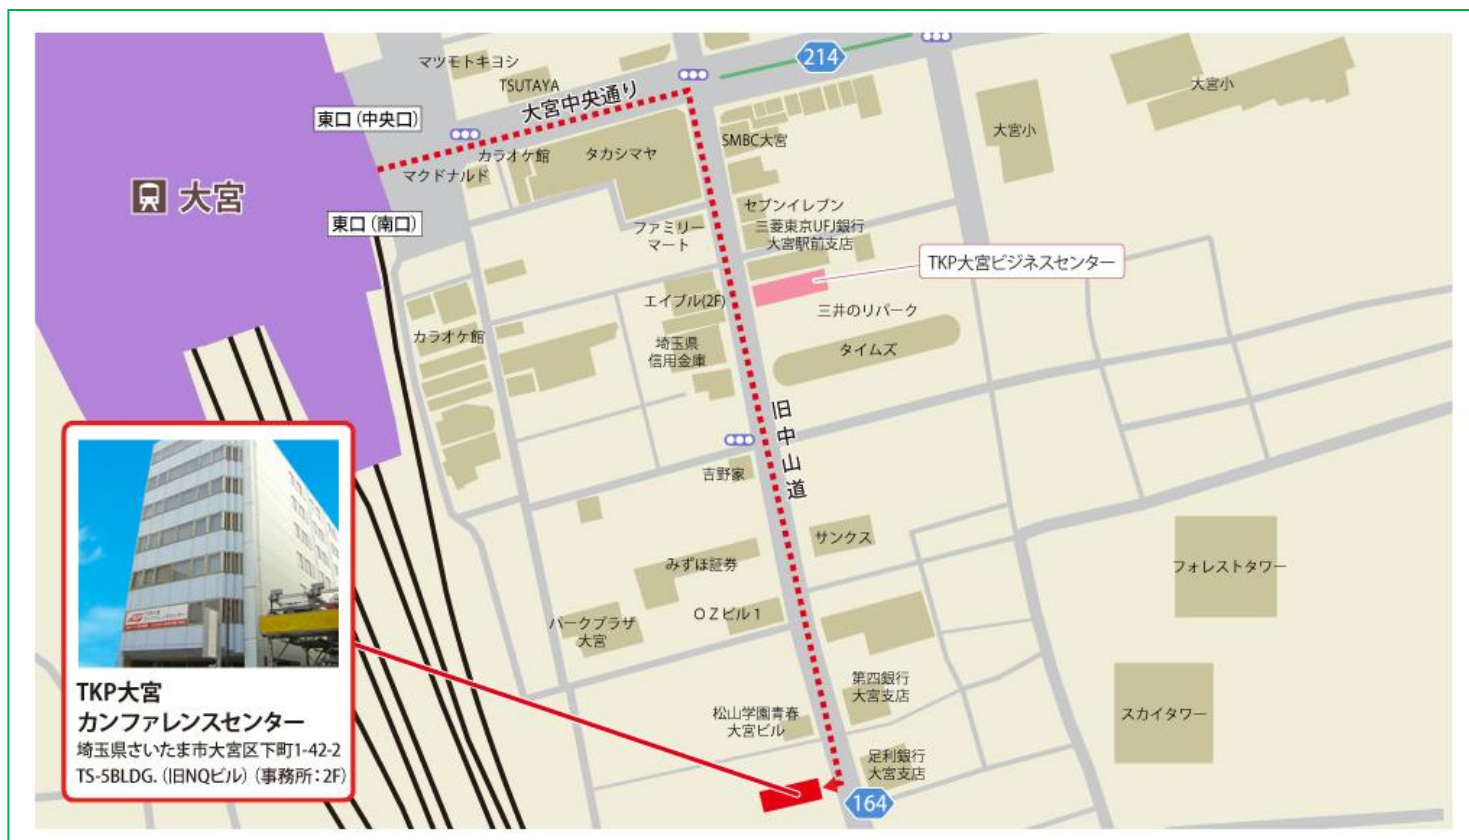 マツモトキヨシ
TSUTAYA
大宮中央通り
214
大宮小
大宮小
東口（中央口）
カラオケ館
タカシマヤ
SMBC大宮
マクドナルド
大宮
東口（南口）
ファミリー
マート
セブンイレブン
三菱東京UFJ銀行
大宮駅前支店
TKP大宮ビジネスセンター
エイブル(2F)
三井のリパーク
カラオケ館
埼玉県
信用金庫
タイムズ
旧中山道
吉野家
サンクス
みずほ証券
フォレストタワー
OZビル1
パークプラザ
大宮
第四銀行
大宮支店
松山学園青春
大宮ビル
スカイタワー
足利銀行
大宮支店
164
TKP大宮
カンファレンスセンター
埼玉県さいたま市大宮区下町1-42-2
TS-5BLDG.（旧NQビル）（事務所：2F）